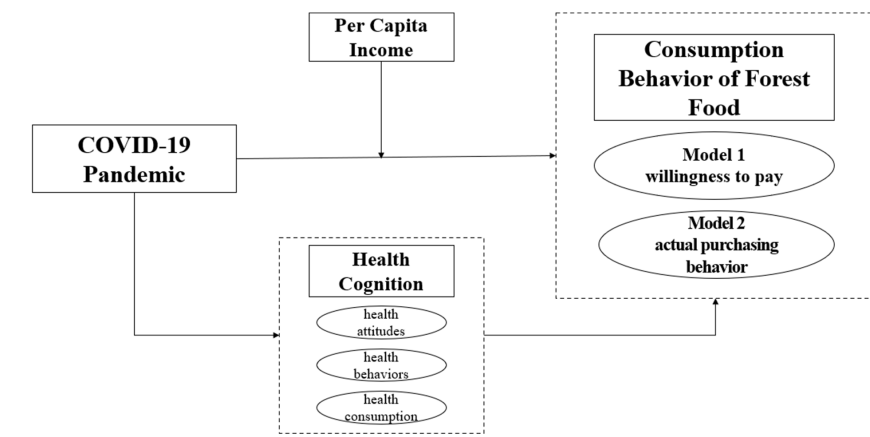 Per Capita
Income
Consumption
Behavior of Forest
Food
COVID-19
Pandemic
Model 1
willingness to pay
Model 2
actual purchasing
behavior
Health
Cognition
health
attitudes
health
behaviors
health
consumption